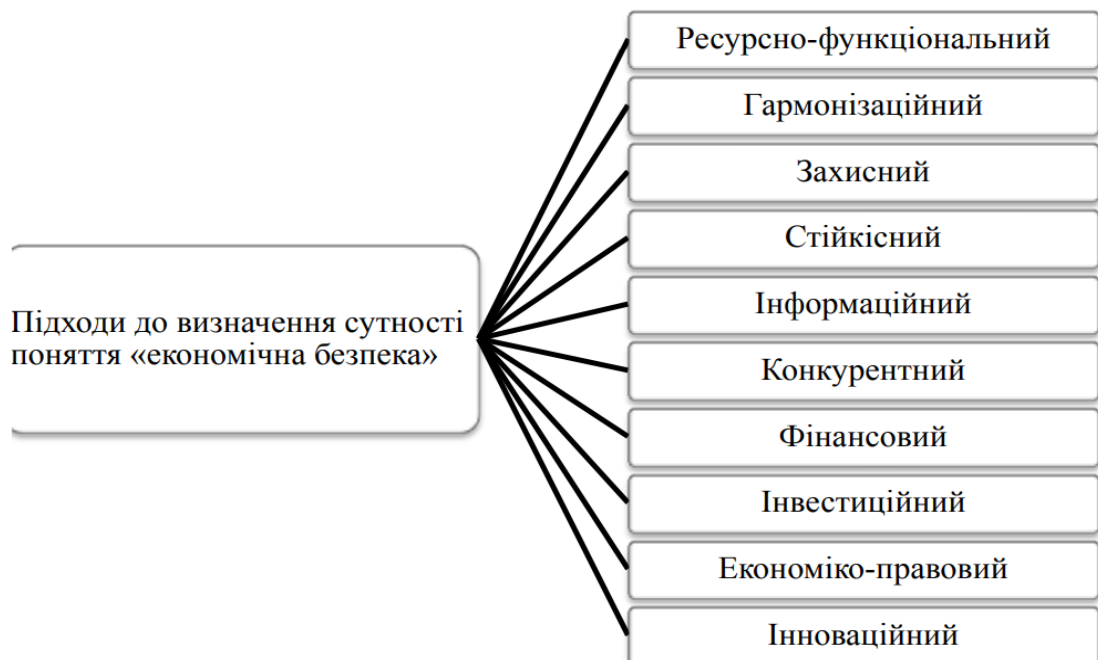 Підходи до визначення сутності
поняття «економічна безпека»
Ресурсно-функціональний
Гармонізаційний
Захисний
Стійкісний
Інформаційний
Конкурентний
Фінансовий
Інвестиційний
Економіко-правовий
Інноваційний